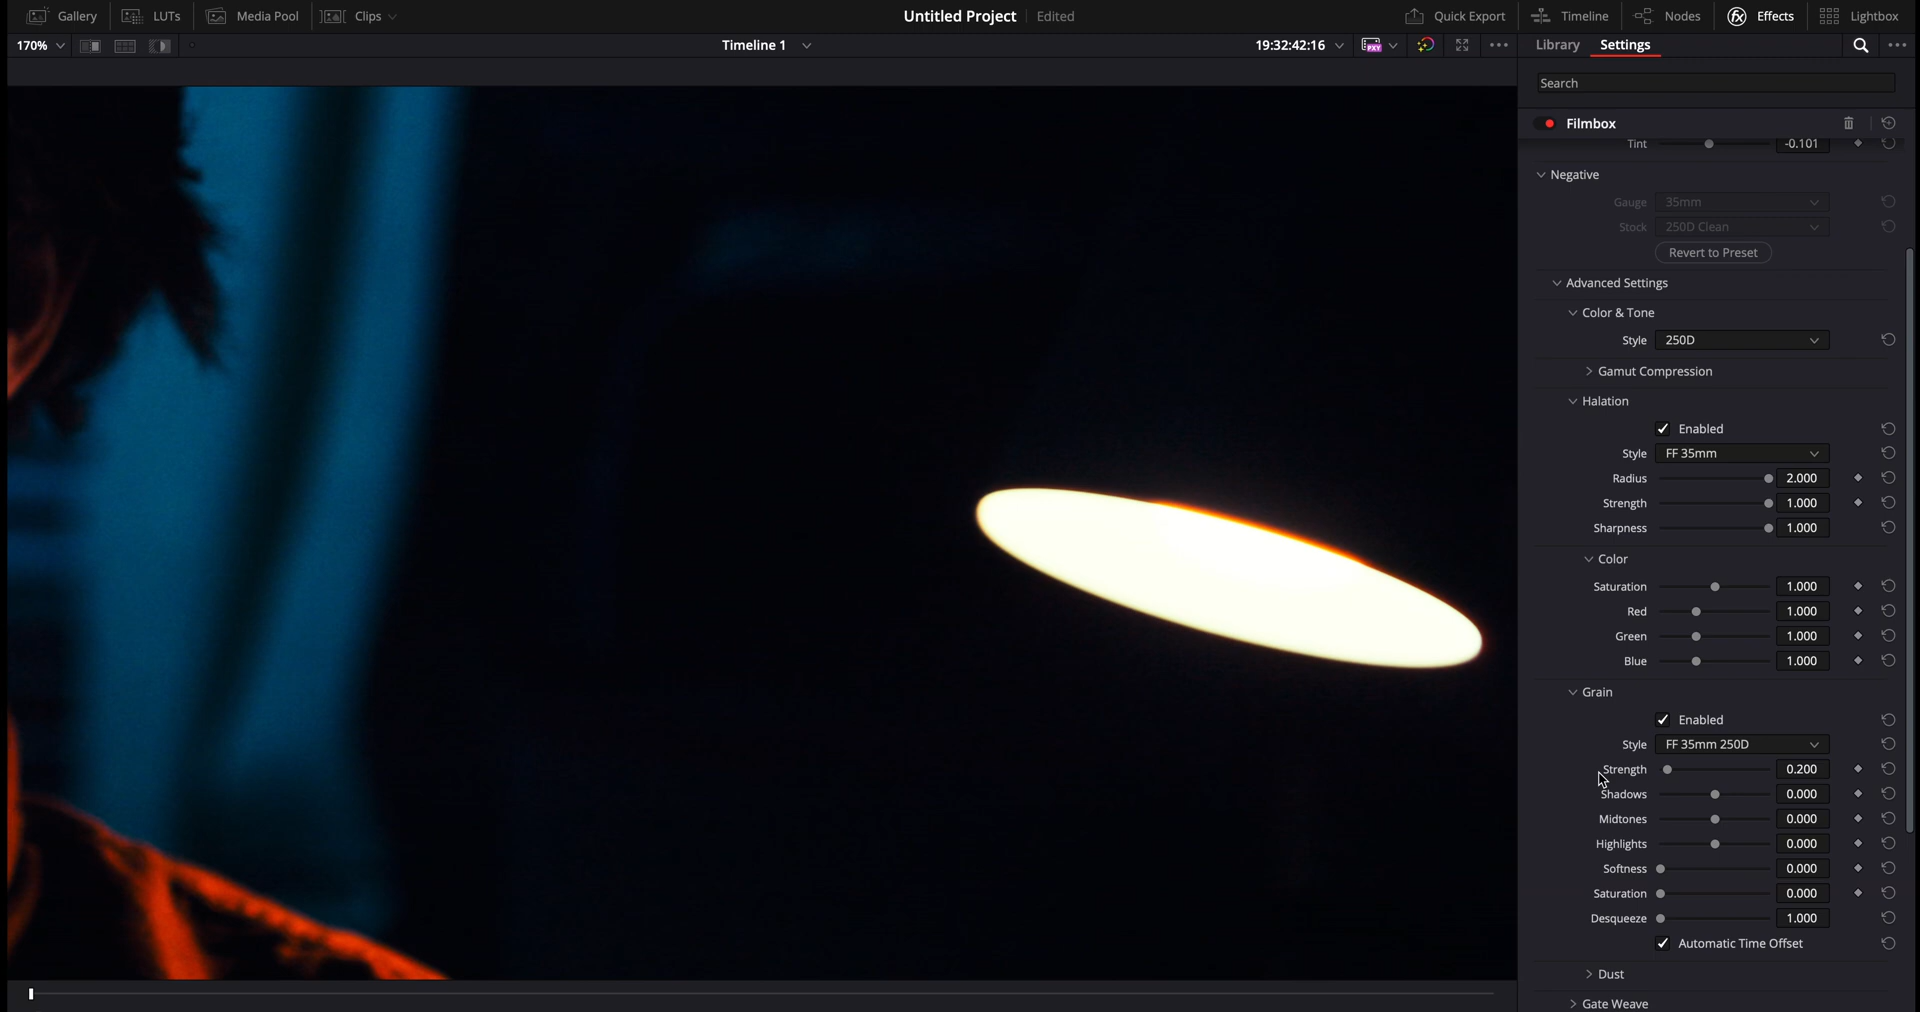 Gallery LUTs Media Pool Clips Untitled Project Edited Quick Export Timeline Nodes Effects Lightbox
170% Timeline 1 19:32:42:16 PXY Library Settings
Search
Filmbox
Tint -0.101
Negative
Gauge 35mm
Stock 250D Clean
Revert to Preset
Advanced Settings
Color & Tone
Style 250D
Gamut Compression
Halation
Enabled
Style FF 35mm
Radius 2.000
Strength 1.000
Sharpness 1.000
Color
Saturation 1.000
Red 1.000
Green 1.000
Blue 1.000
Grain
Enabled
Style FF 35mm 250D
Strength 0.200
Shadows 0.000
Midtones 0.000
Highlights 0.000
Softness 0.000
Saturation 0.000
Desqueeze 1.000
Automatic Time Offset
Dust
Gate Weave